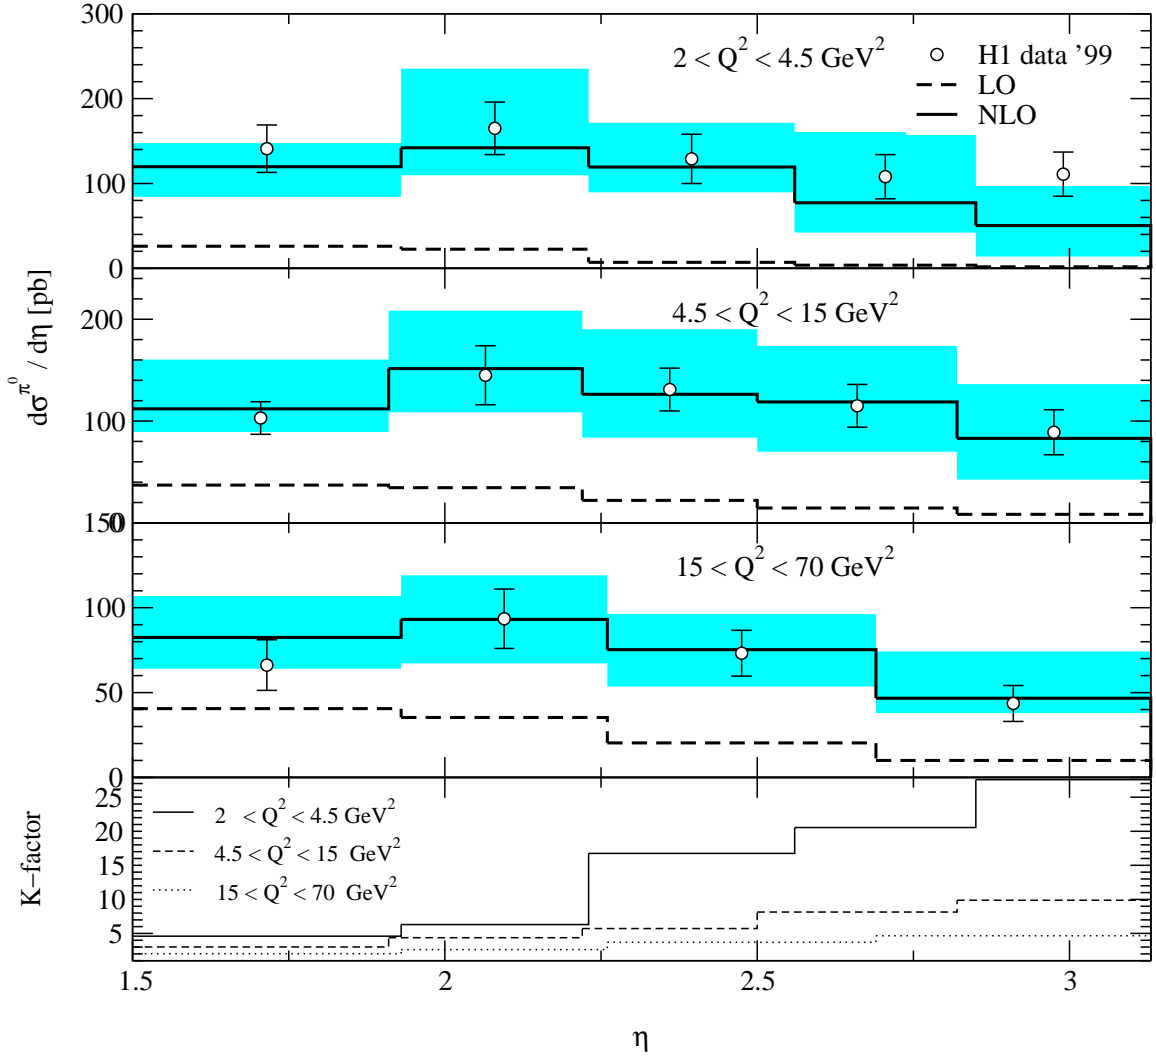 300
2 < Q² < 4.5 GeV²
H1 data '99
LO
NLO
200
100
0
dσ^π⁰ / dη [pb]
4.5 < Q² < 15 GeV²
200
100
0
150
15 < Q² < 70 GeV²
100
50
0
K−factor
25
20
15
10
5
2 < Q² < 4.5 GeV²
4.5 < Q² < 15 GeV²
15 < Q² < 70 GeV²
1.5 2 2.5 3
η